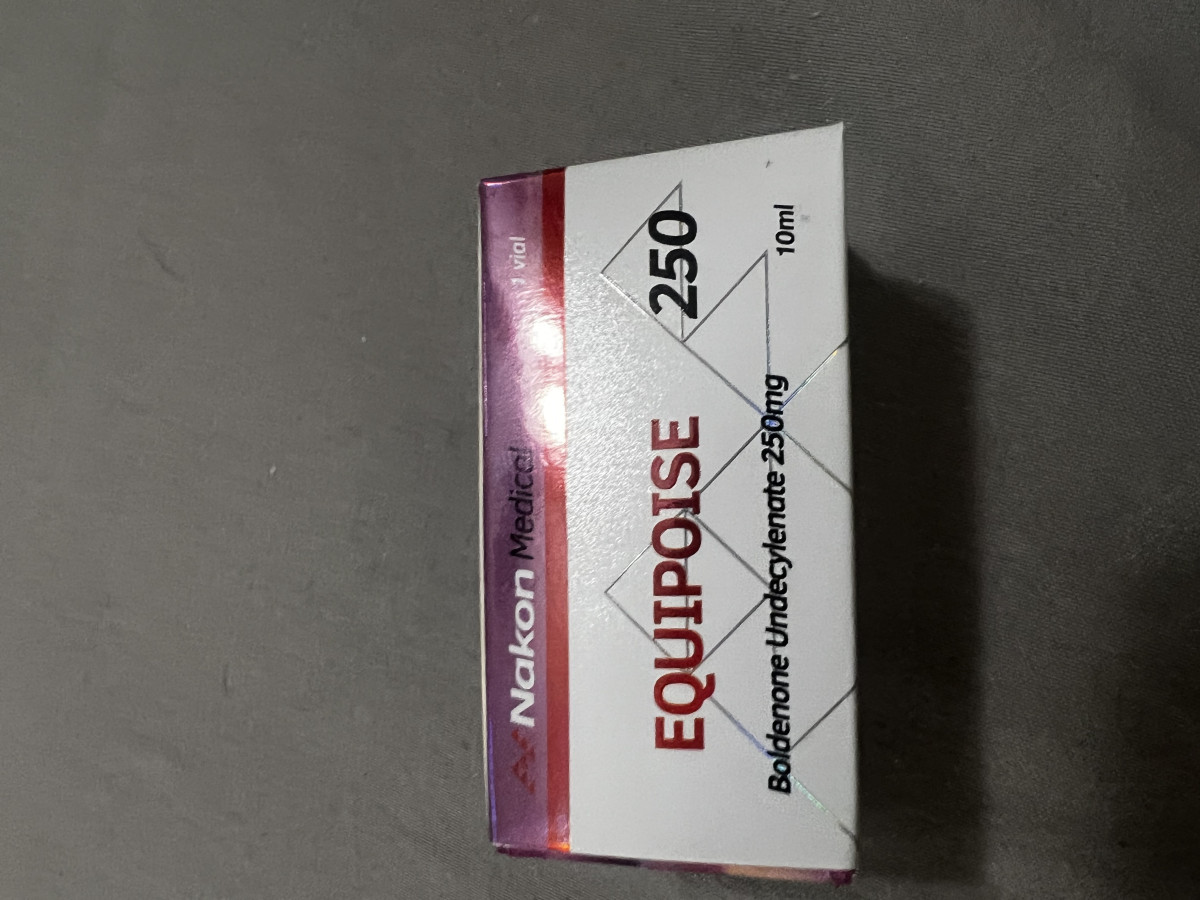 Nakon Medical
1 vial
EQUIPOISE 250
Boldenone Undecylenate 250mg
10ml